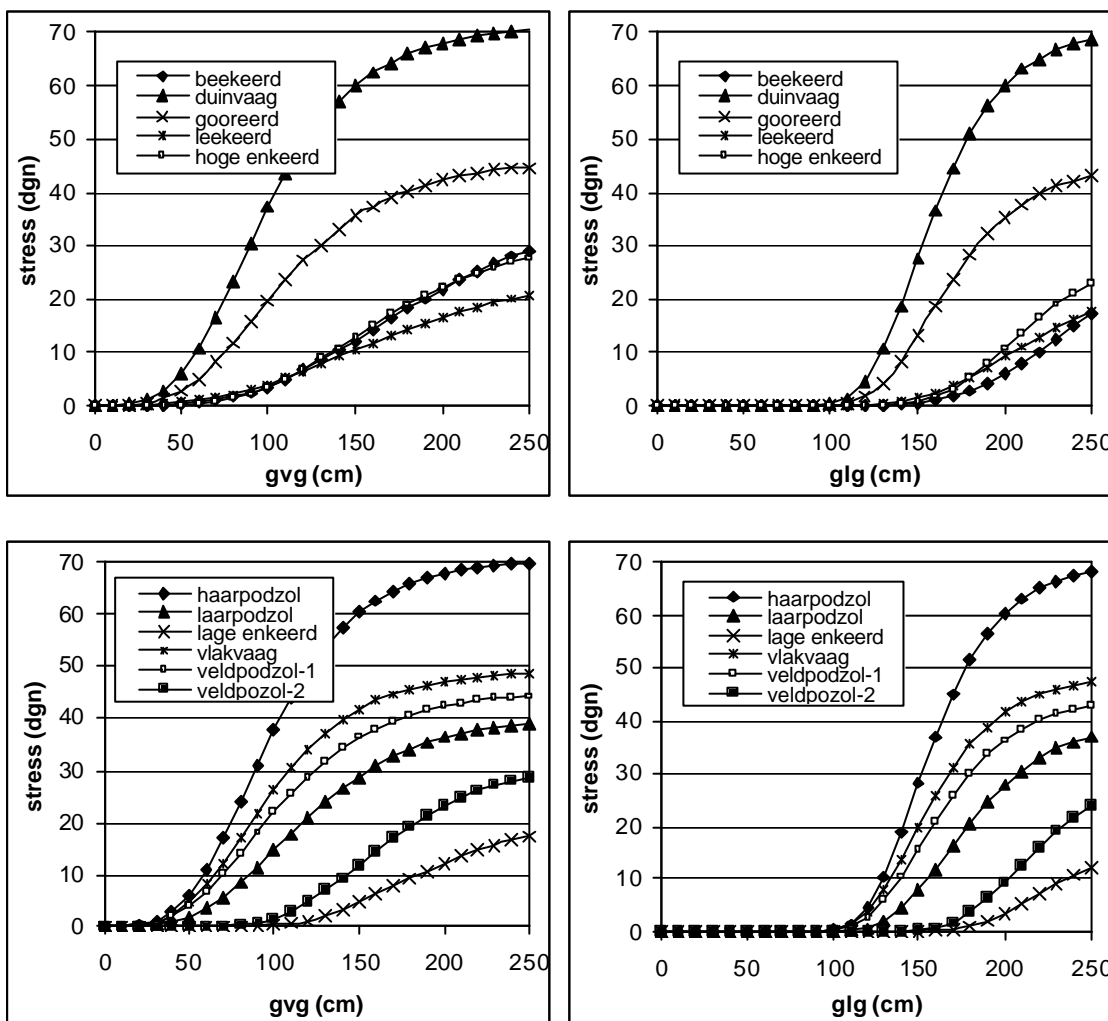 stress (dgn)
70
60
50
40
30
20
10
0
beekeerd
duinvaag
gooreerd
leekeerd
hoge enkeerd
0 50 100 150 200 250
gvg (cm)
stress (dgn)
70
60
50
40
30
20
10
0
beekeerd
duinvaag
gooreerd
leekeerd
hoge enkeerd
0 50 100 150 200 250
glg (cm)
stress (dgn)
70
60
50
40
30
20
10
0
haarpodzol
laarpodzol
lage enkeerd
vlakvaag
veldpodzol-1
veldpozol-2
0 50 100 150 200 250
gvg (cm)
stress (dgn)
70
60
50
40
30
20
10
0
haarpodzol
laarpodzol
lage enkeerd
vlakvaag
veldpodzol-1
veldpozol-2
0 50 100 150 200 250
glg (cm)